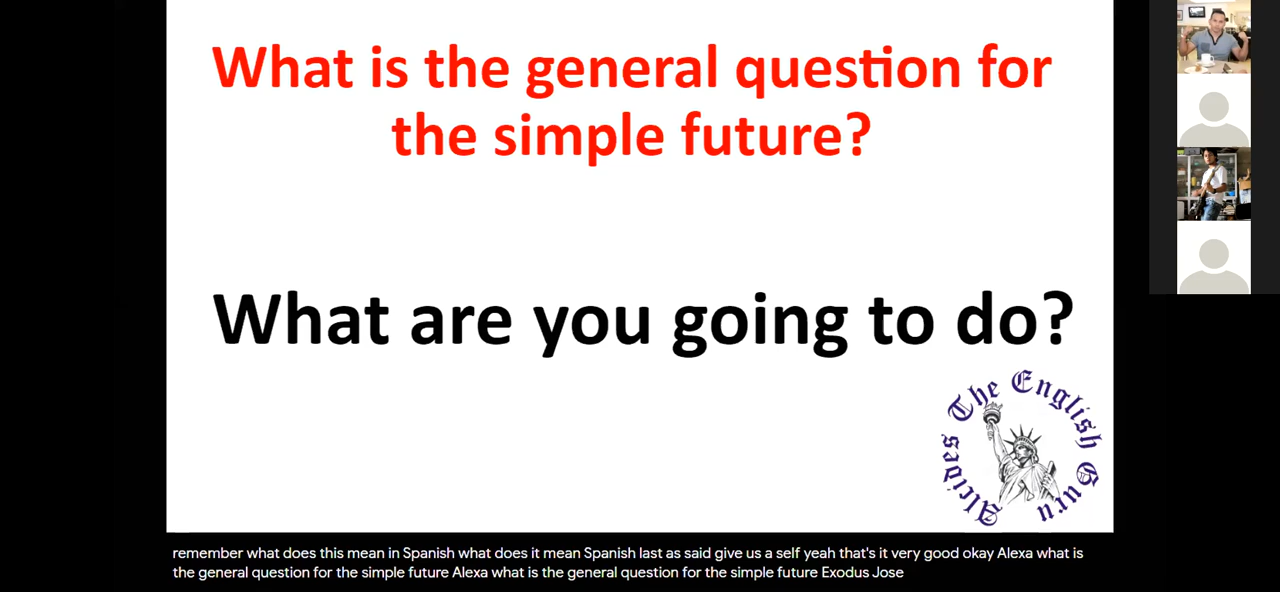 What is the general question for
the simple future?
What are you going to do?
Alcides The English Guru
remember what does this mean in Spanish what does it mean Spanish last as said give us a self yeah that's it very good okay Alexa what is
the general question for the simple future Alexa what is the general question for the simple future Exodus Jose